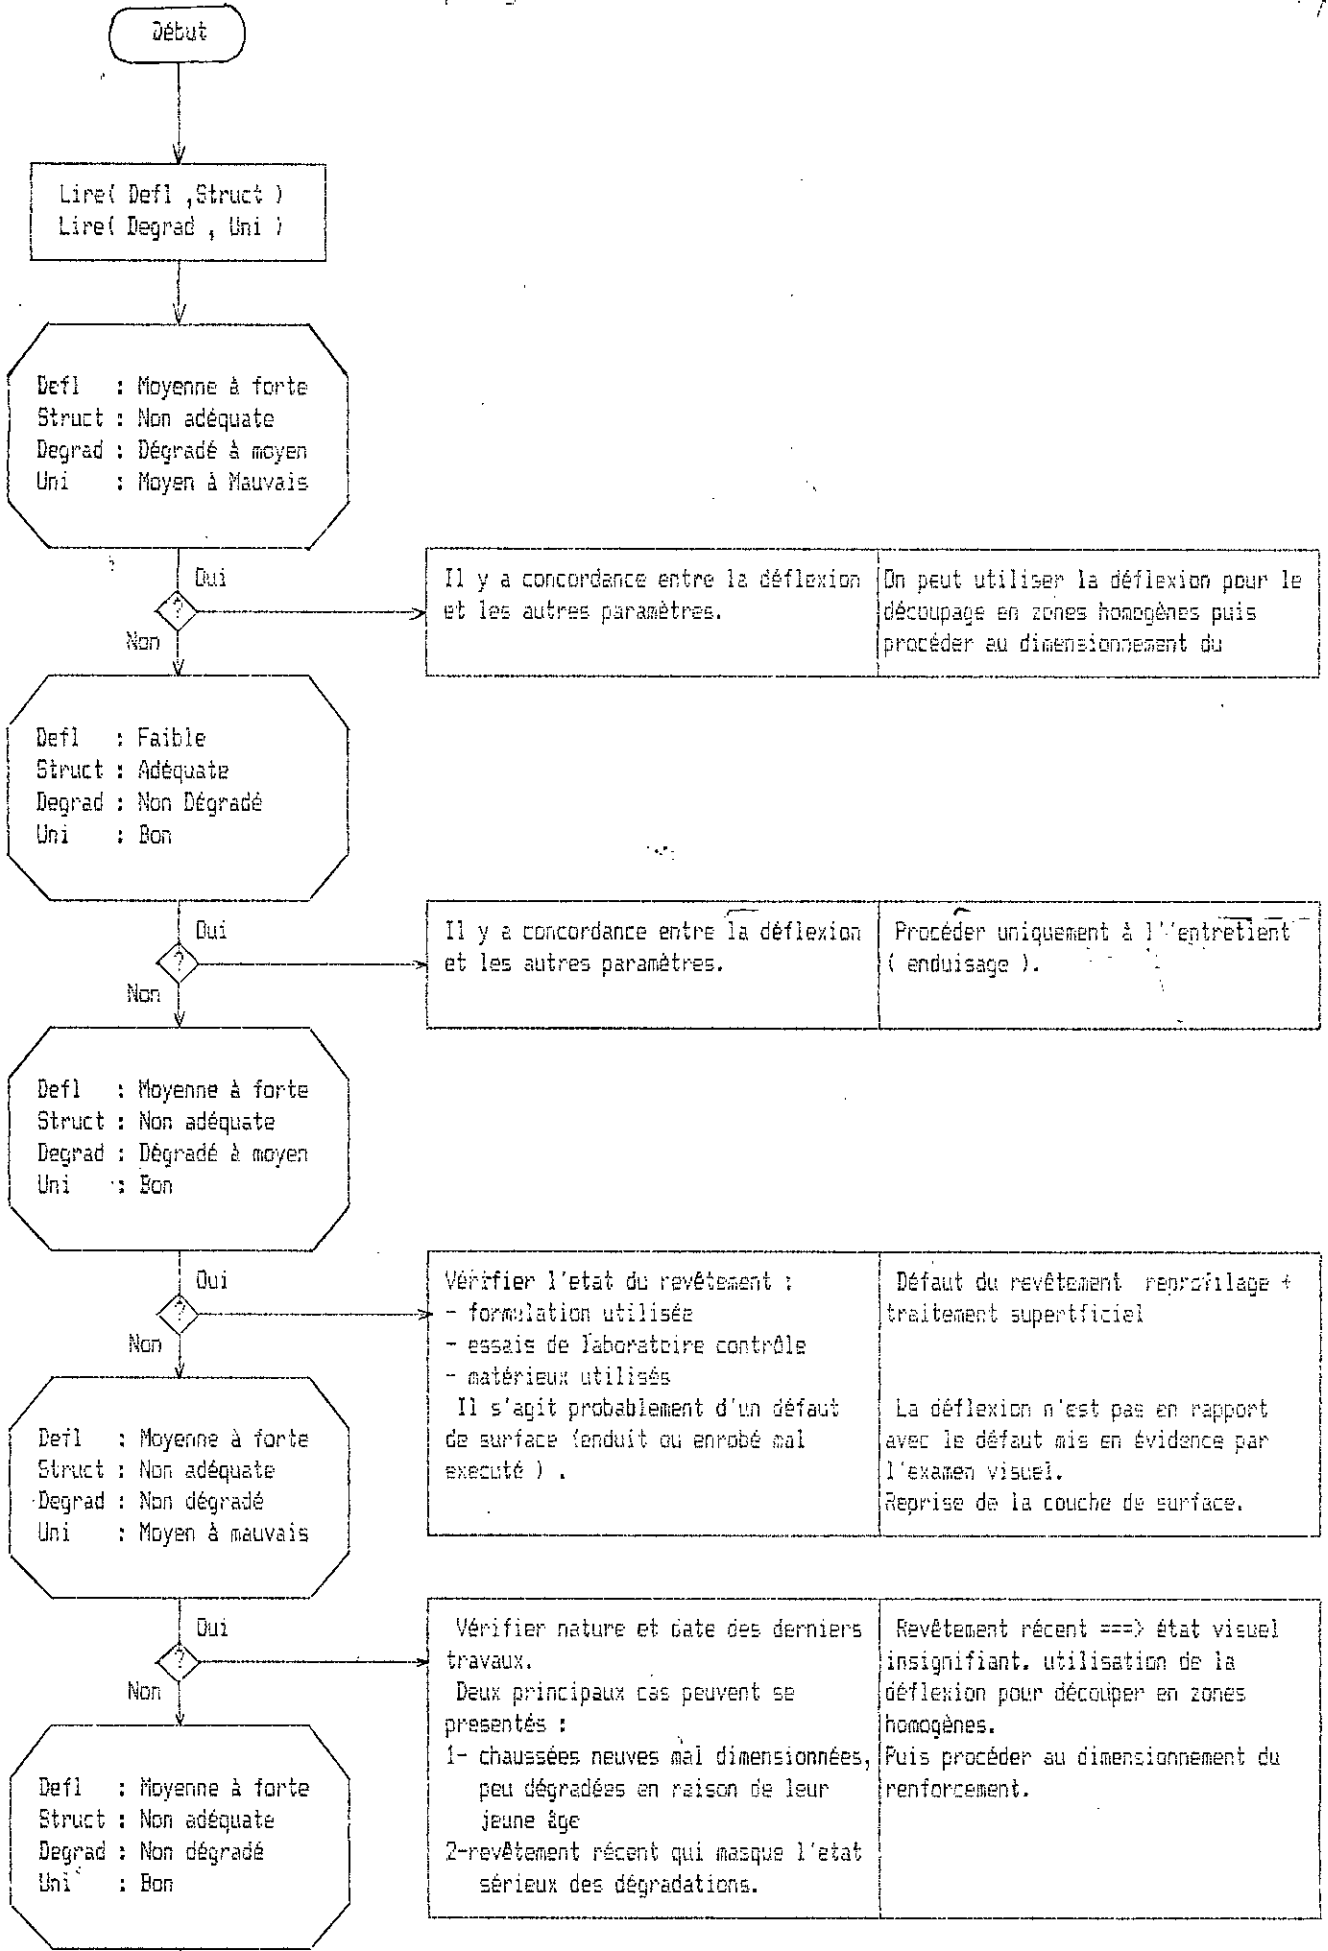 Début
Lire( Defl ,Struct )
Lire( Degrad , Uni )
Defl : Moyenne à forte
Struct : Non adéquate
Degrad : Dégradé à moyen
Uni : Moyen à Mauvais
Oui
?
Non
Il y a concordance entre la déflexion
et les autres paramètres.
On peut utiliser la déflexion pour le
découpage en zones homogènes puis
procéder au dimensionnement du
Defl : Faible
Struct : Adéquate
Degrad : Non Dégradé
Uni : Bon
Oui
?
Non
Il y a concordance entre la déflexion
et les autres paramètres.
Procéder uniquement à l''entretient
( enduisage ).
Defl : Moyenne à forte
Struct : Non adéquate
Degrad : Dégradé à moyen
Uni : Bon
Oui
?
Non
Vérifier l'etat du revêtement :
- formulation utilisée
- essais de laboratoire contrôle
- matérieux utilisés
Il s'agit probablement d'un défaut
de surface (enduit ou enrobé mal
executé ) .
Défaut du revêtement reprofilage +
traitement supertficiel
La déflexion n'est pas en rapport
avec le défaut mis en évidence par
l'examen visuel.
Reprise de la couche de surface.
Defl : Moyenne à forte
Struct : Non adéquate
Degrad : Non dégradé
Uni : Moyen à mauvais
Oui
?
Non
Vérifier nature et date des derniers
travaux.
Deux principaux cas peuvent se
presentés :
1- chaussées neuves mal dimensionnées,
peu dégradées en raison de leur
jeune âge
2-revêtement récent qui masque l'etat
sérieux des dégradations.
Revêtement récent ===> état visuel
insignifiant. utilisation de la
déflexion pour découper en zones
homogènes.
Puis procéder au dimensionnement du
renforcement.
Defl : Moyenne à forte
Struct : Non adéquate
Degrad : Non dégradé
Uni : Bon